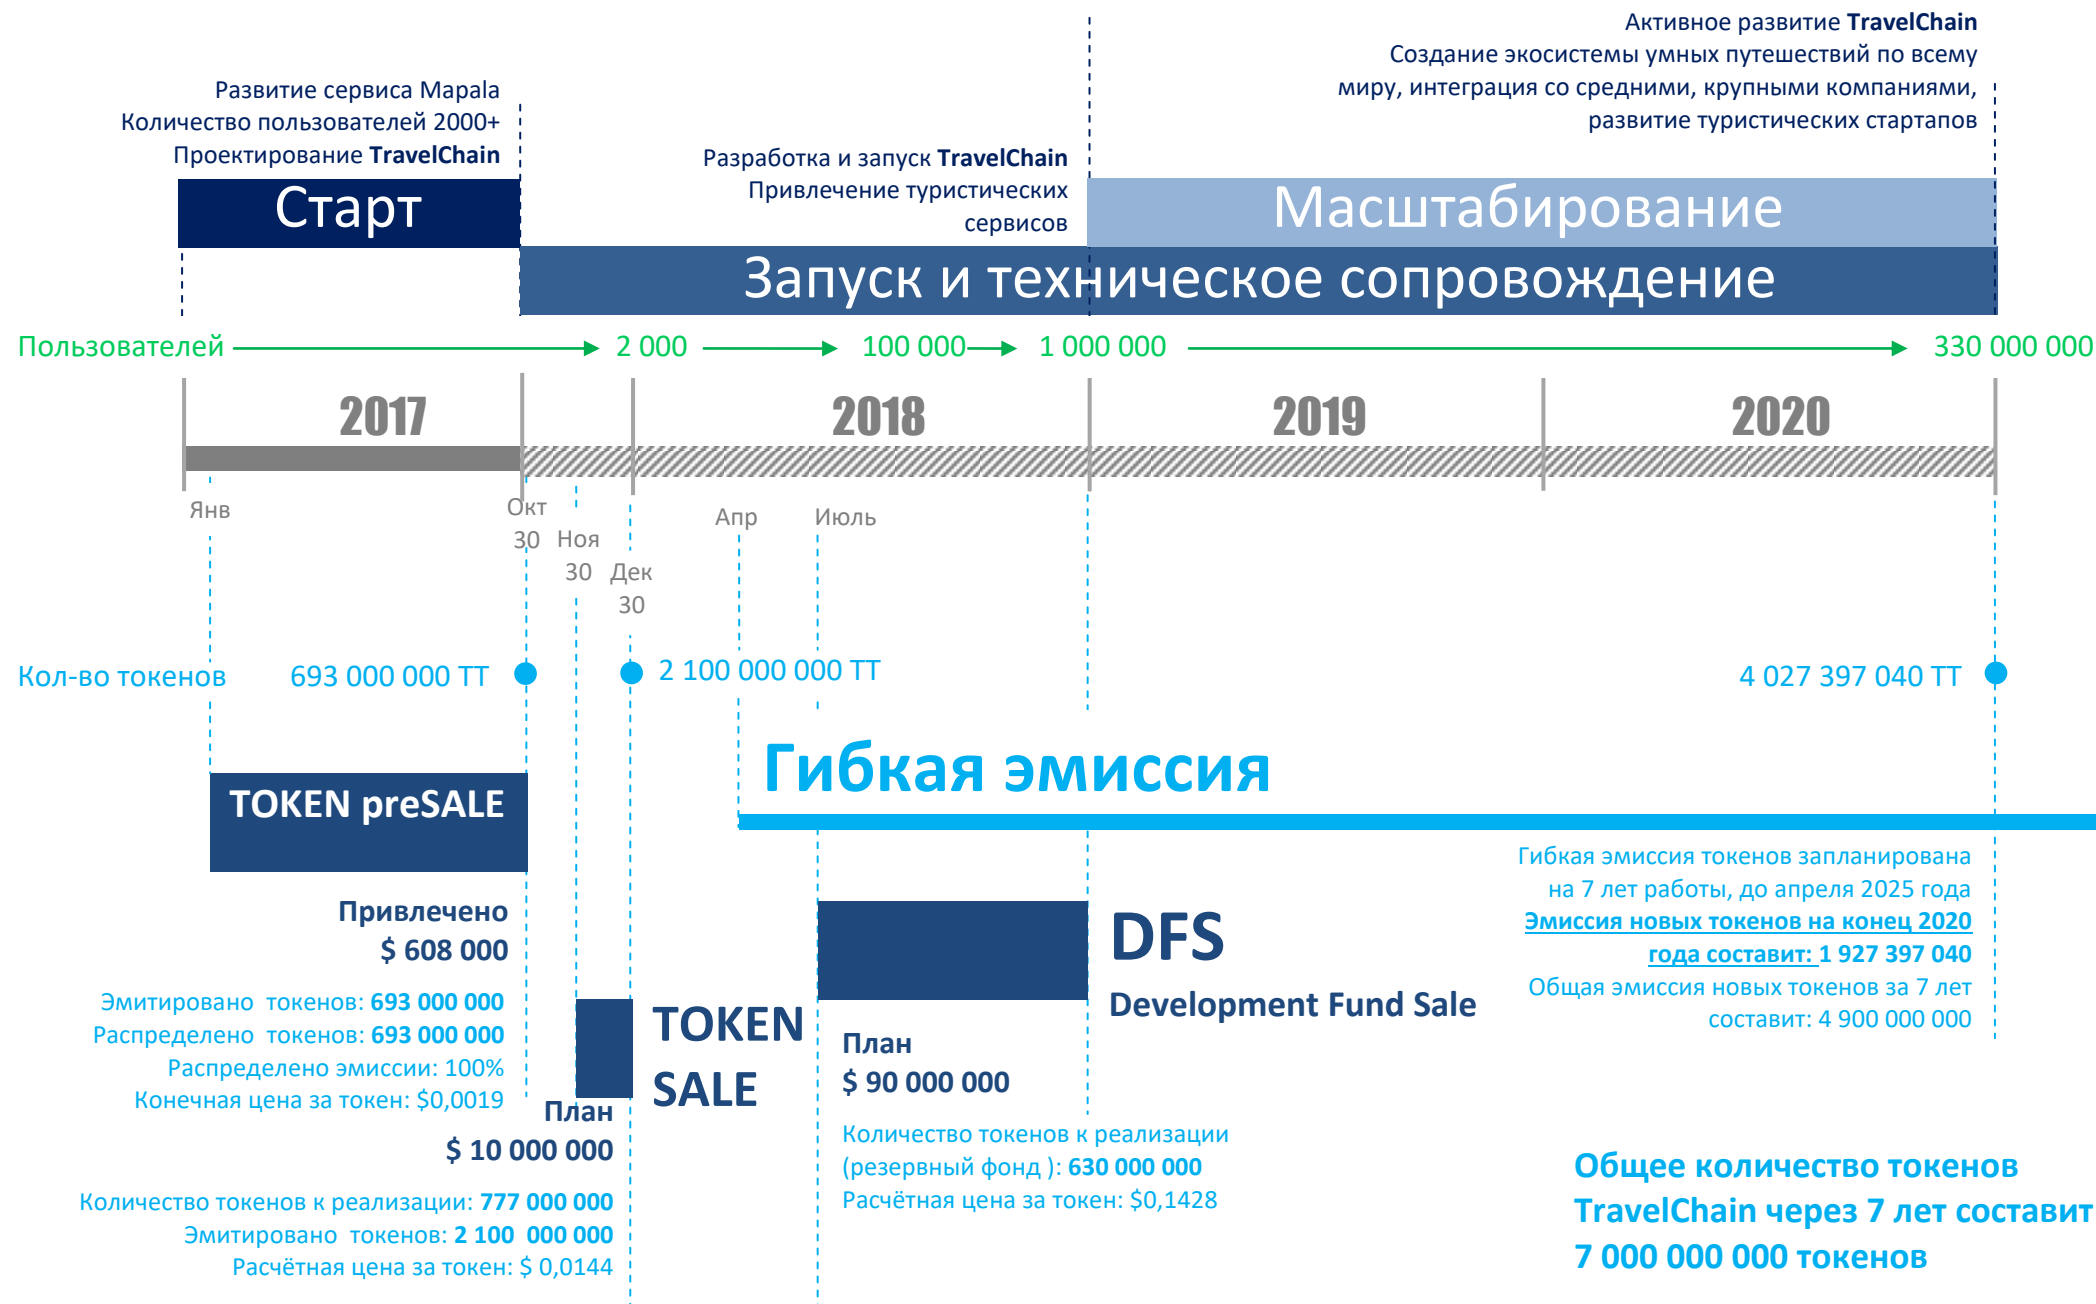 Активное развитие TravelChain
Создание экосистемы умных путешествий по всему
миру, интеграция со средними, крупными компаниями,
развитие туристических стартапов
Развитие сервиса Mapala
Количество пользователей 2000+
Проектирование TravelChain
Разработка и запуск TravelChain
Привлечение туристических
сервисов
Старт
Масштабирование
Запуск и техническое сопровождение
Пользователей
2 000
100 000
1 000 000
330 000 000
2017
2018
2019
2020
Янв
Окт
30
Ноя
30
Дек
30
Апр
Июль
Кол-во токенов
693 000 000 TT
2 100 000 000 TT
4 027 397 040 TT
Гибкая эмиссия
TOKEN preSALE
Привлечено
$ 608 000
Эмитировано  токенов: 693 000 000
Распределено  токенов: 693 000 000
Распределено эмиссии: 100%
Конечная цена за токен: $0,0019
TOKEN
SALE
План
$ 10 000 000
Количество токенов к реализации: 777 000 000
Эмитировано  токенов: 2 100  000 000
Расчётная цена за токен: $ 0,0144
DFS
Development Fund Sale
План
$ 90 000 000
Количество токенов к реализации
(резервный фонд ): 630 000 000
Расчётная цена за токен: $0,1428
Гибкая эмиссия токенов запланирована
на 7 лет работы, до апреля 2025 года
Эмиссия новых токенов на конец 2020
года составит: 1 927 397 040
Общая эмиссия новых токенов за 7 лет
составит: 4 900 000 000
Общее количество токенов
TravelChain через 7 лет составит
7 000 000 000 токенов